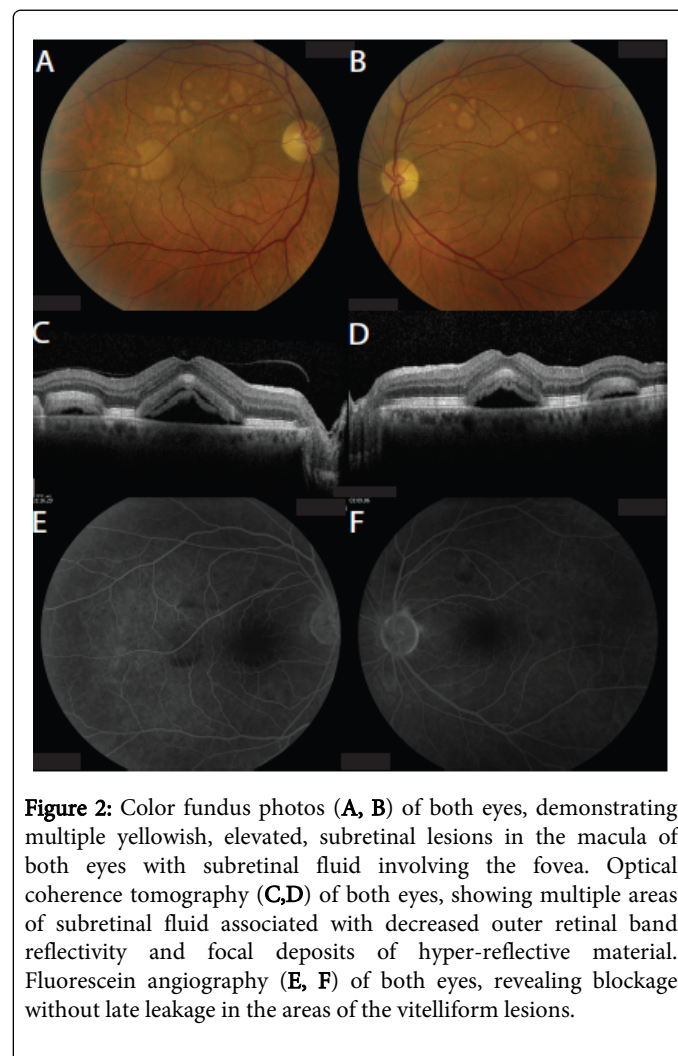 A
B
C
D
E
F
Figure 2: Color fundus photos (A, B) of both eyes, demonstrating
multiple yellowish, elevated, subretinal lesions in the macula of
both eyes with subretinal fluid involving the fovea. Optical
coherence tomography (C,D) of both eyes, showing multiple areas
of subretinal fluid associated with decreased outer retinal band
reflectivity and focal deposits of hyper-reflective material.
Fluorescein angiography (E, F) of both eyes, revealing blockage
without late leakage in the areas of the vitelliform lesions.